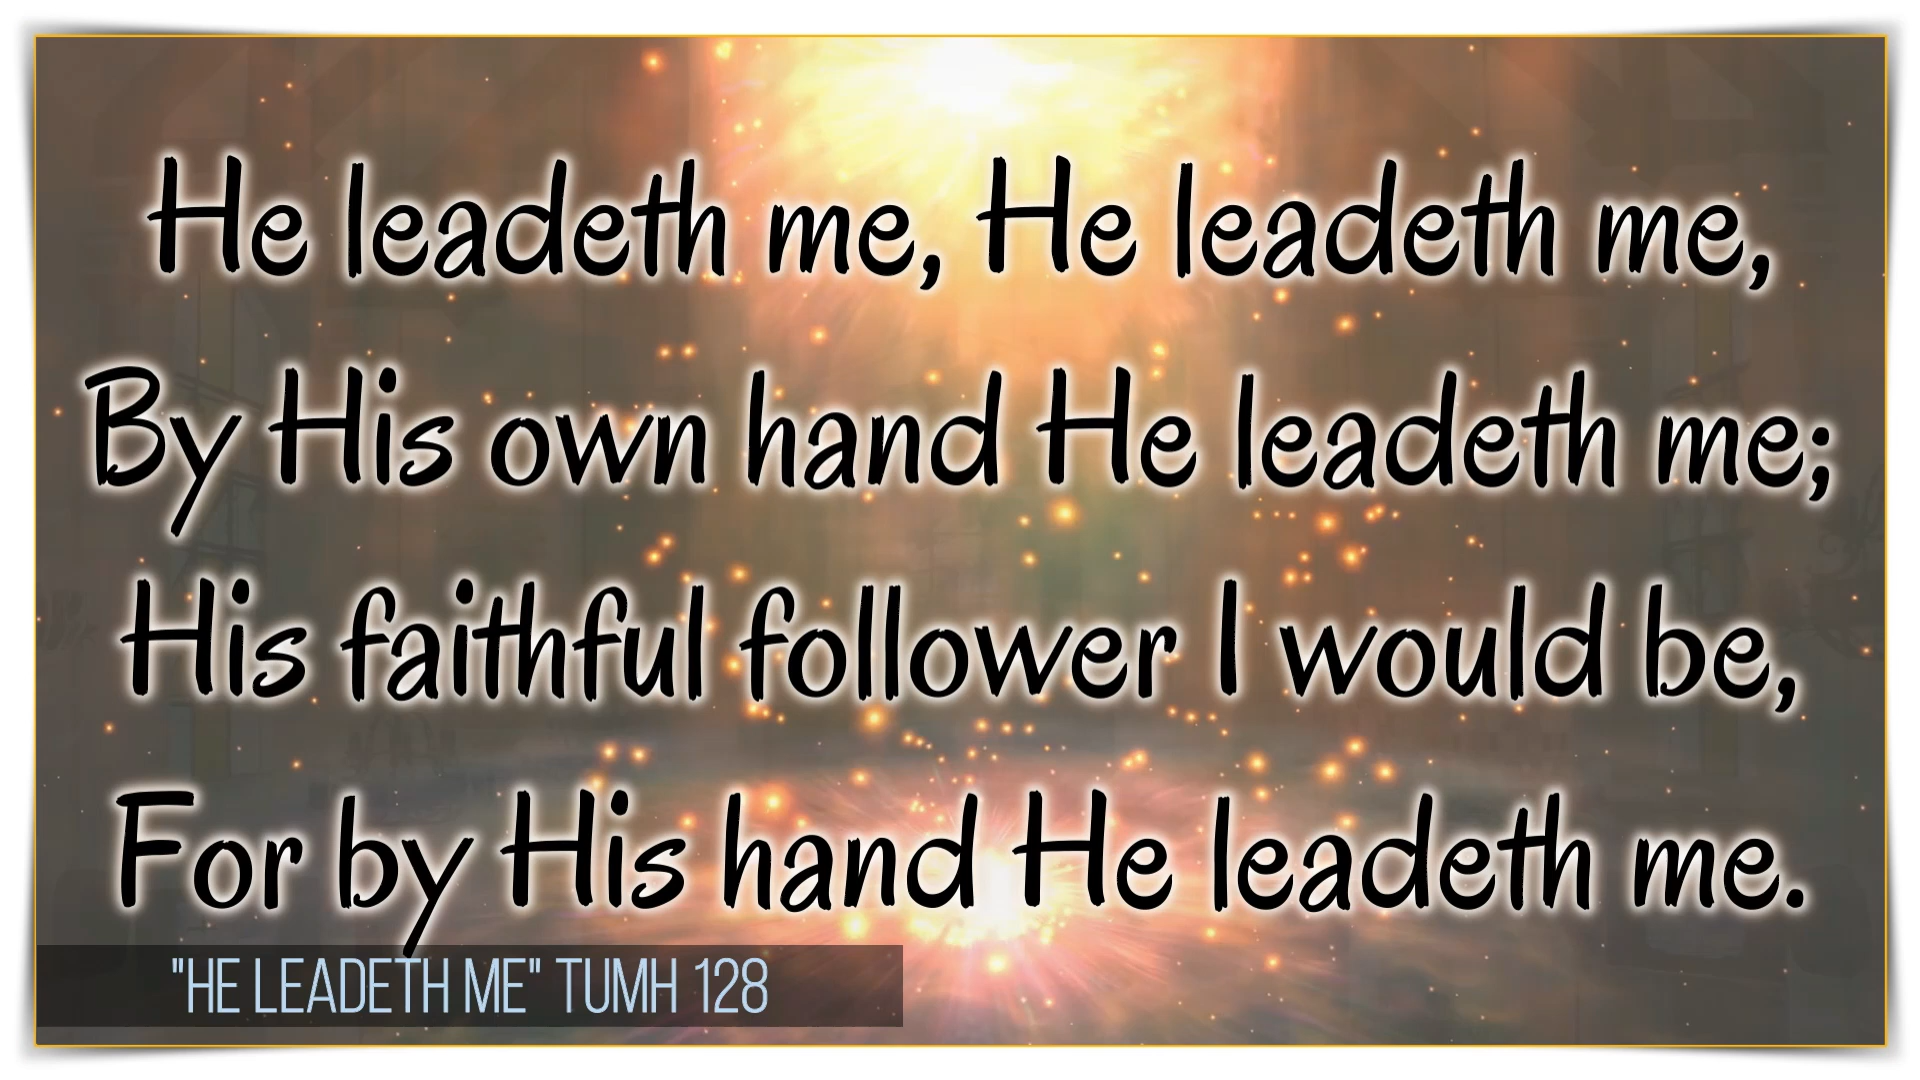 He leadeth me, He leadeth me,
By His own hand He leadeth me;
His faithful follower I would be,
For by His hand He leadeth me.
"HE LEADETH ME" TUMH 128